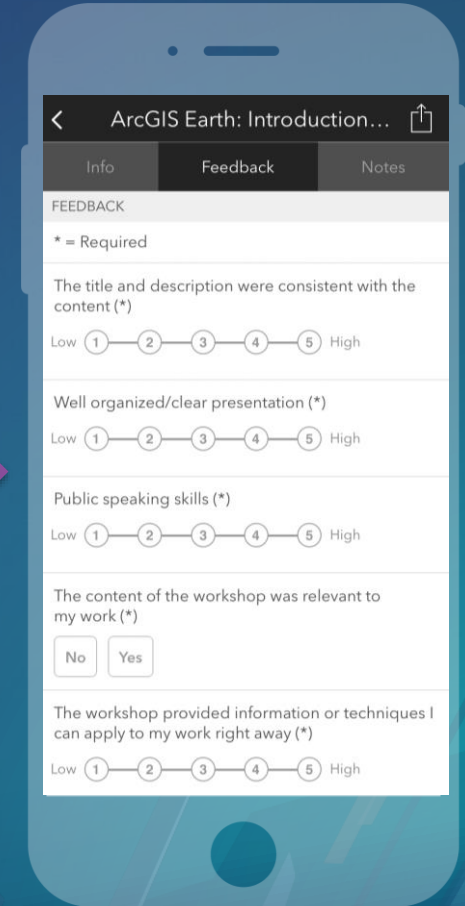 ArcGIS Earth: Introduction...
Info Feedback Notes
FEEDBACK
* = Required
The title and description were consistent with the
content (*)
Low 1 2 3 4 5 High
Well organized/clear presentation (*)
Low 1 2 3 4 5 High
Public speaking skills (*)
Low 1 2 3 4 5 High
The content of the workshop was relevant to
my work (*)
No Yes
The workshop provided information or techniques I
can apply to my work right away (*)
Low 1 2 3 4 5 High